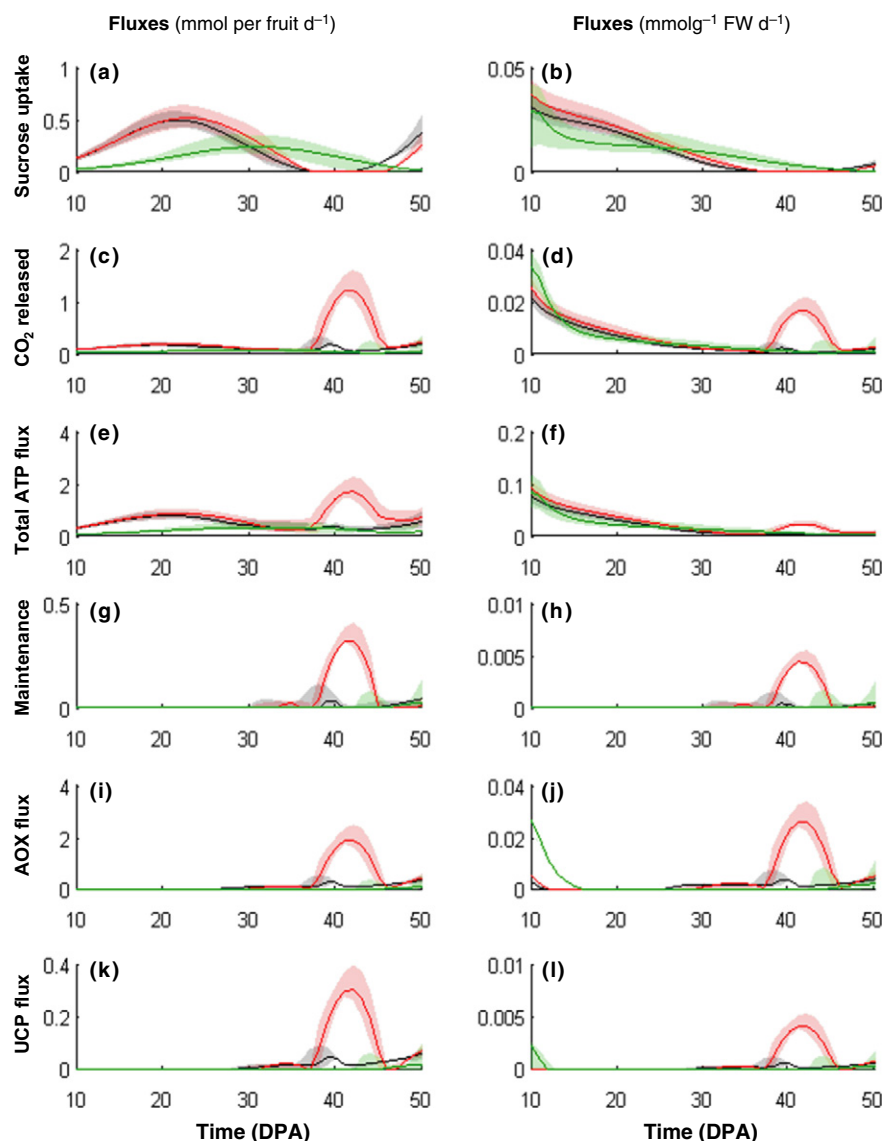 Fluxes (mmol per fruit d⁻¹)
Fluxes (mmolg⁻¹ FW d⁻¹)
Sucrose uptake
(a)
1
0.5
0
10 20 30 40 50
(b)
0.05
0
10 20 30 40 50
CO₂ released
(c)
2
1
0
10 20 30 40 50
(d)
0.04
0.02
0
10 20 30 40 50
Total ATP flux
(e)
4
2
0
10 20 30 40 50
(f)
0.2
0.1
0
10 20 30 40 50
Maintenance
(g)
0.5
0
10 20 30 40 50
(h)
0.01
0.005
0
10 20 30 40 50
AOX flux
(i)
4
2
0
10 20 30 40 50
(j)
0.04
0.02
0
10 20 30 40 50
UCP flux
(k)
0.4
0.2
0
10 20 30 40 50
Time (DPA)
(l)
0.01
0.005
0
10 20 30 40 50
Time (DPA)